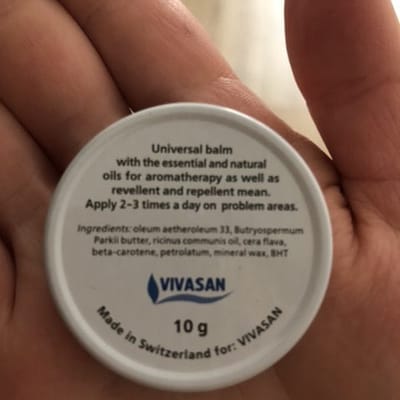 Universal balm
with the essential and natural
oils for aromatherapy as well as
revellent and repellent mean.
Apply 2-3 times a day on problem areas.
Ingredients: oleum aetheroleum 33, Butryospermum
Parkii butter, ricinus communis oil, cera flava,
beta-carotene, petrolatum, mineral wax, BHT
VIVASAN
10 g
Made in Switzerland for: VIVASAN